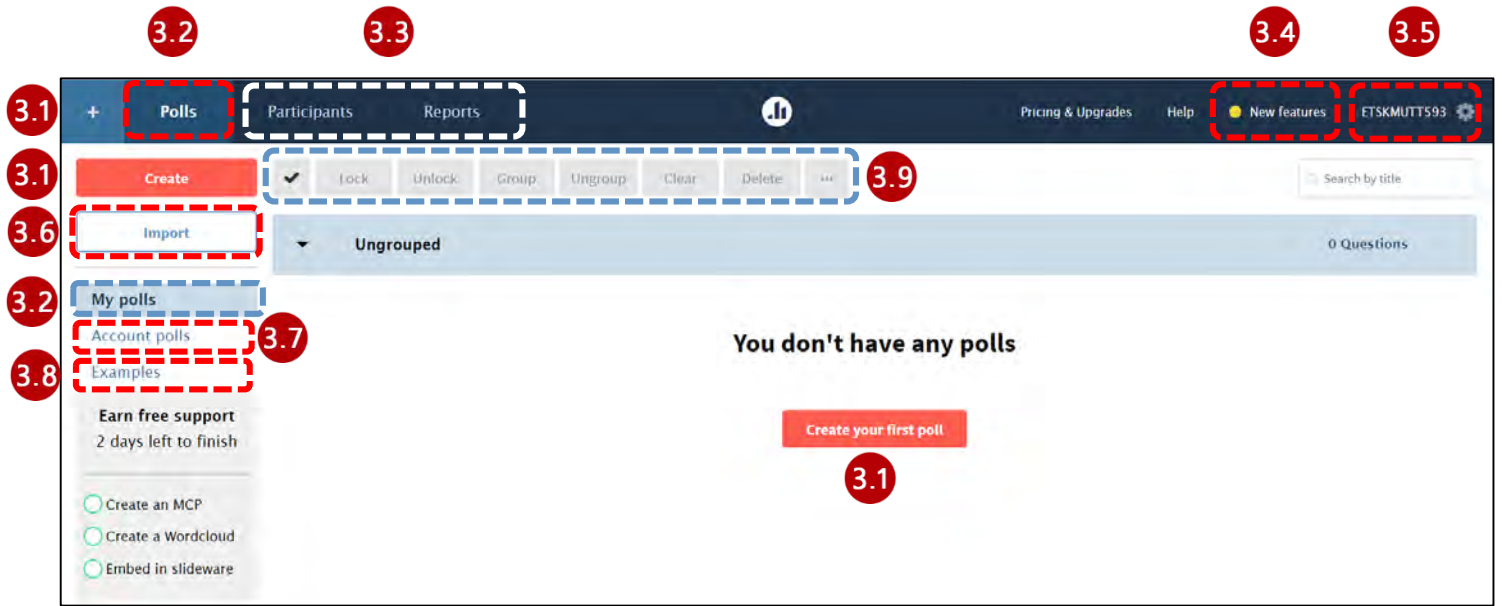 3.2 3.3 3.4 3.5
3.1 + Polls Participants Reports Pricing & Upgrades Help New features ETSKMUTT593
3.1 Create Lock Unlock Group Ungroup Clear Delete ... 3.9 Search by title
3.6 Import Ungrouped 0 Questions
3.2 My polls
Account polls 3.7
You don't have any polls
3.8 Examples
Earn free support
2 days left to finish
Create your first poll
3.1
Create an MCP
Create a Wordcloud
Embed in slideware